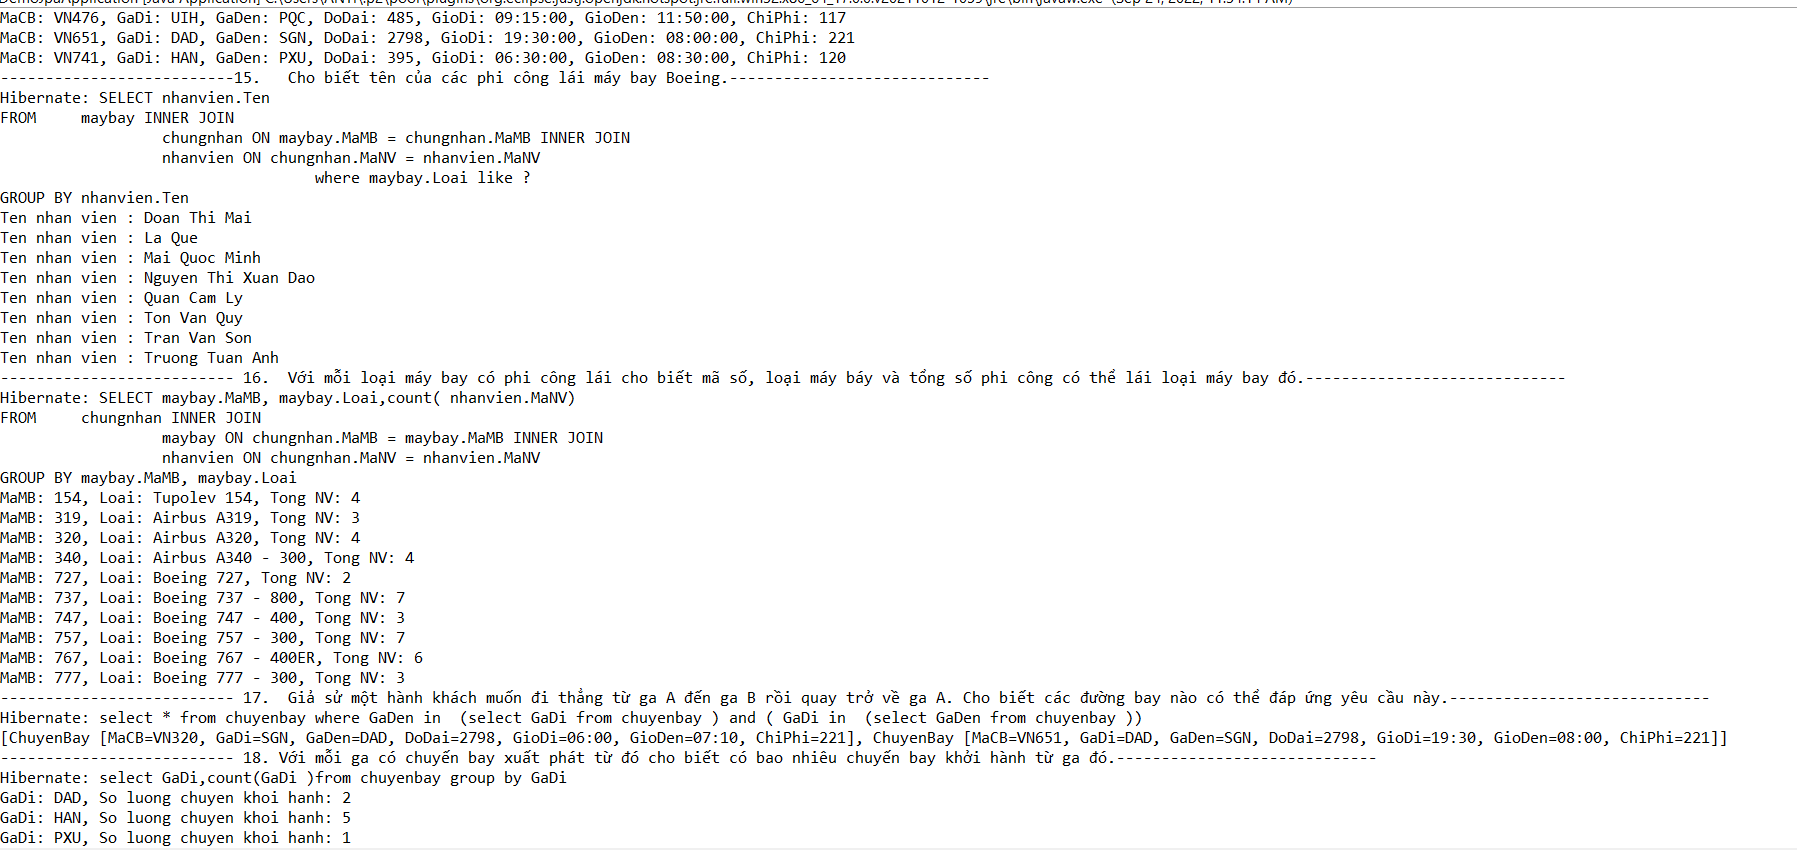 MaCB: VN476, GaDi: UIH, GaDen: PQC, DoDai: 485, GioDi: 09:15:00, GioDen: 11:50:00, ChiPhi: 117
MaCB: VN651, GaDi: DAD, GaDen: SGN, DoDai: 2798, GioDi: 19:30:00, GioDen: 08:00:00, ChiPhi: 221
MaCB: VN741, GaDi: HAN, GaDen: PXU, DoDai: 395, GioDi: 06:30:00, GioDen: 08:30:00, ChiPhi: 120
--------------------------15.   Cho biết tên của các phi công lái máy bay Boeing.-----------------------------
Hibernate: SELECT nhanvien.Ten
FROM     maybay INNER JOIN
                  chungnhan ON maybay.MaMB = chungnhan.MaMB INNER JOIN
                  nhanvien ON chungnhan.MaNV = nhanvien.MaNV
                                   where maybay.Loai like ?
GROUP BY nhanvien.Ten
Ten nhan vien : Doan Thi Mai
Ten nhan vien : La Que
Ten nhan vien : Mai Quoc Minh
Ten nhan vien : Nguyen Thi Xuan Dao
Ten nhan vien : Quan Cam Ly
Ten nhan vien : Ton Van Quy
Ten nhan vien : Tran Van Son
Ten nhan vien : Truong Tuan Anh
-------------------------- 16.  Với mỗi loại máy bay có phi công lái cho biết mã số, loại máy báy và tổng số phi công có thể lái loại máy bay đó.-----------------------------
Hibernate: SELECT maybay.MaMB, maybay.Loai,count( nhanvien.MaNV)
FROM     chungnhan INNER JOIN
                  maybay ON chungnhan.MaMB = maybay.MaMB INNER JOIN
                  nhanvien ON chungnhan.MaNV = nhanvien.MaNV
GROUP BY maybay.MaMB, maybay.Loai
MaMB: 154, Loai: Tupolev 154, Tong NV: 4
MaMB: 319, Loai: Airbus A319, Tong NV: 3
MaMB: 320, Loai: Airbus A320, Tong NV: 4
MaMB: 340, Loai: Airbus A340 - 300, Tong NV: 4
MaMB: 727, Loai: Boeing 727, Tong NV: 2
MaMB: 737, Loai: Boeing 737 - 800, Tong NV: 7
MaMB: 747, Loai: Boeing 747 - 400, Tong NV: 3
MaMB: 757, Loai: Boeing 757 - 300, Tong NV: 7
MaMB: 767, Loai: Boeing 767 - 400ER, Tong NV: 6
MaMB: 777, Loai: Boeing 777 - 300, Tong NV: 3
-------------------------- 17.  Giả sử một hành khách muốn đi thẳng từ ga A đến ga B rồi quay trở về ga A. Cho biết các đường bay nào có thể đáp ứng yêu cầu này.-----------------------------
Hibernate: select * from chuyenbay where GaDen in  (select GaDi from chuyenbay ) and ( GaDi in  (select GaDen from chuyenbay ))
[ChuyenBay [MaCB=VN320, GaDi=SGN, GaDen=DAD, DoDai=2798, GioDi=06:00, GioDen=07:10, ChiPhi=221], ChuyenBay [MaCB=VN651, GaDi=DAD, GaDen=SGN, DoDai=2798, GioDi=19:30, GioDen=08:00, ChiPhi=221]]
-------------------------- 18. Với mỗi ga có chuyến bay xuất phát từ đó cho biết có bao nhiêu chuyến bay khởi hành từ ga đó.-----------------------------
Hibernate: select GaDi,count(GaDi )from chuyenbay group by GaDi
GaDi: DAD, So luong chuyen khoi hanh: 2
GaDi: HAN, So luong chuyen khoi hanh: 5
GaDi: PXU, So luong chuyen khoi hanh: 1